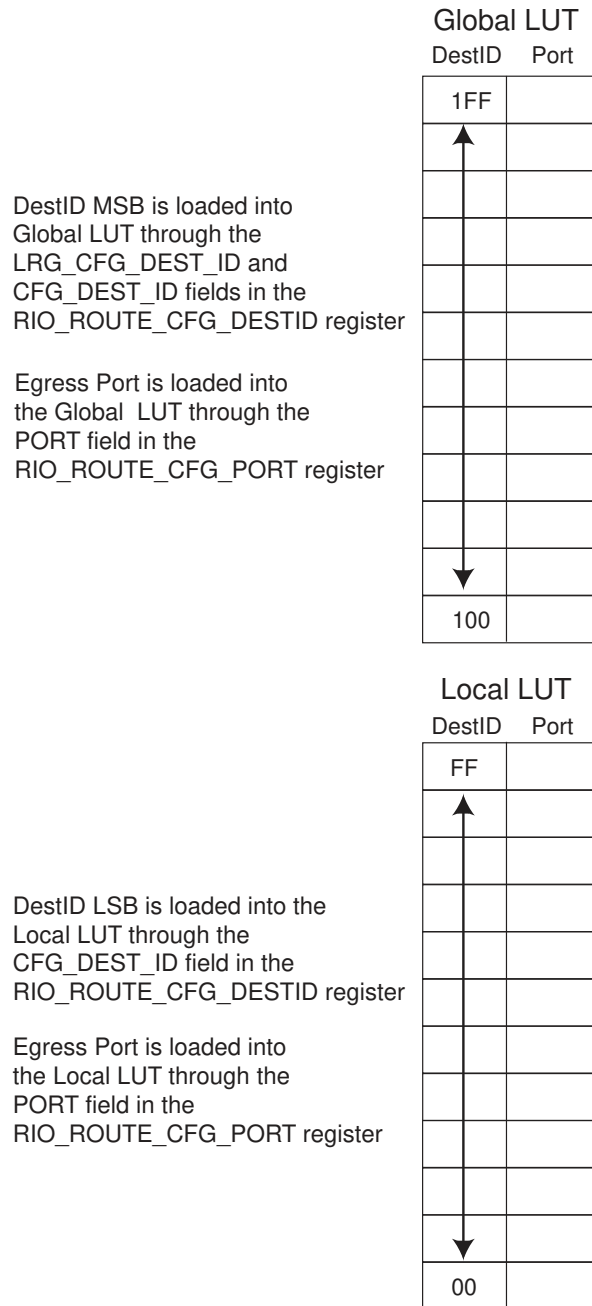 Global LUT
DestID Port
1FF
DestID MSB is loaded into
Global LUT through the
LRG_CFG_DEST_ID and
CFG_DEST_ID fields in the
RIO_ROUTE_CFG_DESTID register
Egress Port is loaded into
the Global LUT through the
PORT field in the
RIO_ROUTE_CFG_PORT register
100
Local LUT
DestID Port
FF
DestID LSB is loaded into the
Local LUT through the
CFG_DEST_ID field in the
RIO_ROUTE_CFG_DESTID register
Egress Port is loaded into
the Local LUT through the
PORT field in the
RIO_ROUTE_CFG_PORT register
00